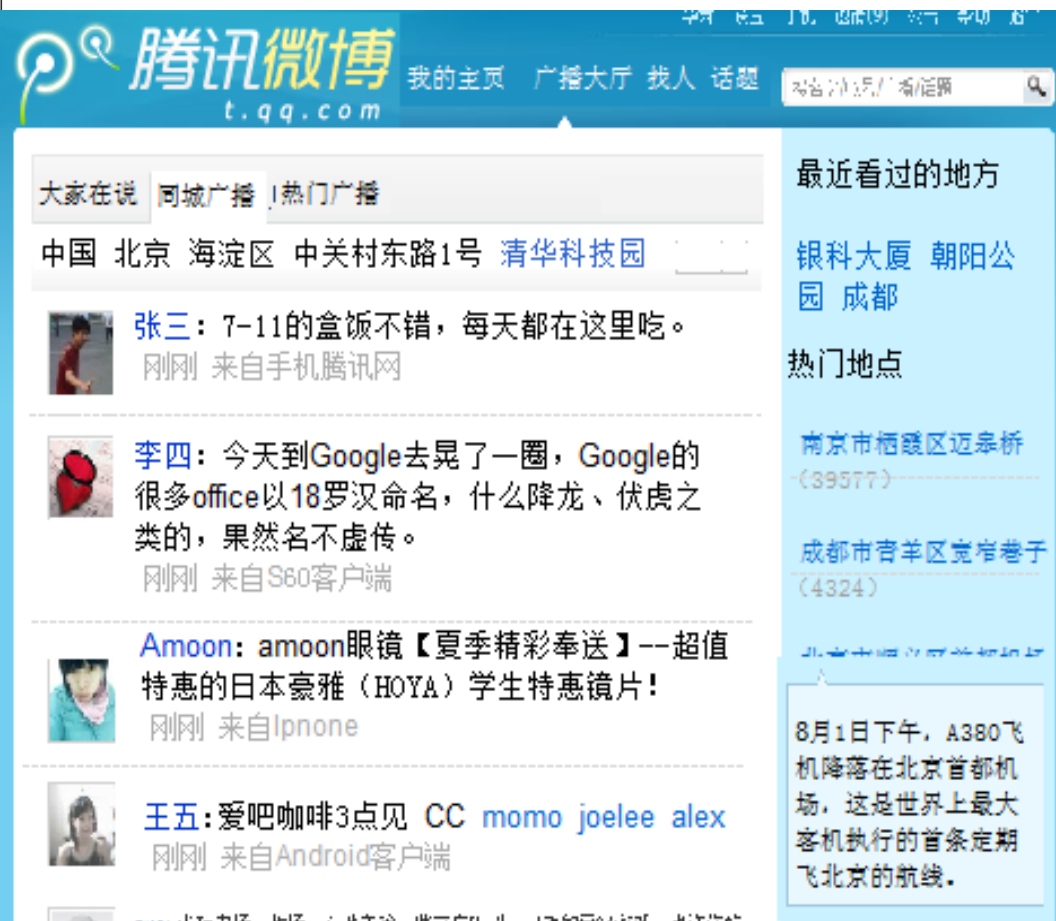 腾讯微博
t.qq.com
我的主页 广播大厅 找人 话题
大家在说 同城广播 热门广播
中国 北京 海淀区 中关村东路1号 清华科技园
张三：7-11的盒饭不错，每天都在这里吃。
刚刚 来自手机腾讯网
李四：今天到Google去晃了一圈，Google的
很多office以18罗汉命名，什么降龙、伏虎之
类的，果然名不虚传。
刚刚 来自S60客户端
Amoon：amoon眼镜【夏季精彩奉送】--超值
特惠的日本豪雅（HOYA）学生特惠镜片！
刚刚 来自Ipnone
王五:爱吧咖啡3点见 CC momo joelee alex
刚刚 来自Android客户端
最近看过的地方
银科大厦 朝阳公
园 成都
热门地点
南京市栖霞区迈皋桥
(39577)
成都市青羊区宽窄巷子
(4324)
北京市顺义区首都机场
8月1日下午，A380飞
机降落在北京首都机
场，这是世界上最大
客机执行的首条定期
飞北京的航线．